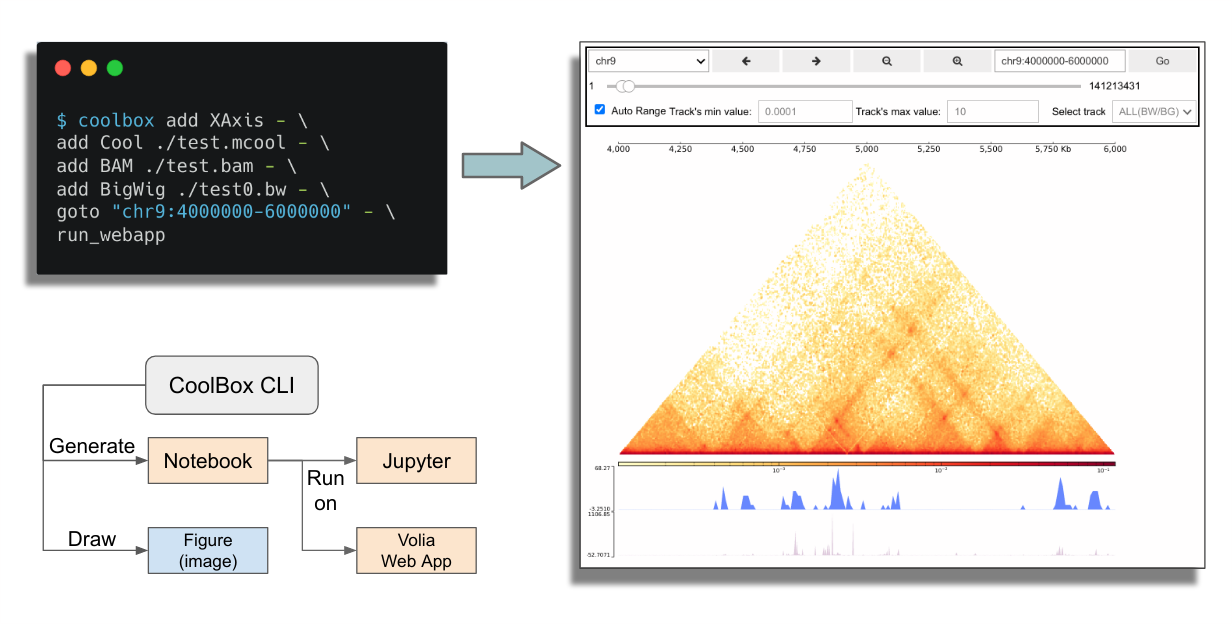 $ coolbox add XAxis - \
add Cool ./test.mcool - \
add BAM ./test.bam - \
add BigWig ./test0.bw - \
goto "chr9:4000000-6000000" - \
run_webapp
CoolBox CLI
Generate
Notebook
Jupyter
Run
on
Draw
Figure
(image)
Volia
Web App
chr9
chr9:4000000-6000000
Go
1
141213431
Auto Range Track's min value:
0.0001
Track's max value:
10
Select track
ALL(BW/BG)
4,000 4,250 4,500 4,750 5,000 5,250 5,500 5,750 Kb 6,000
10⁻³ 10⁻² 10⁻¹
68.27
-3.2510
1106.85
-52.7071